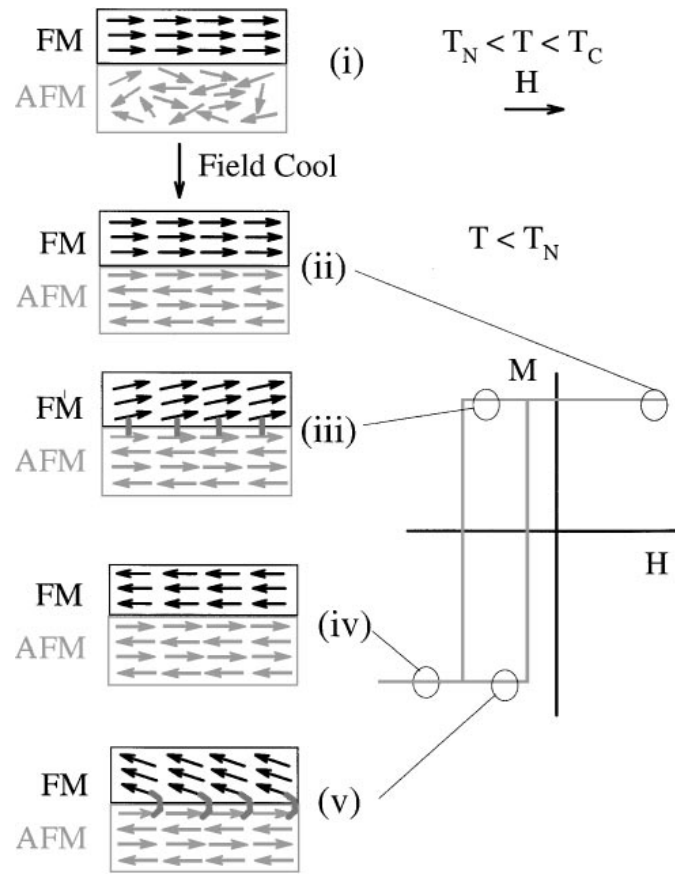 FM
(i)
T_N < T < T_C
H
AFM
Field Cool
FM
(ii)
T < T_N
AFM
M
FM
(iii)
AFM
H
FM
(iv)
AFM
FM
(v)
AFM